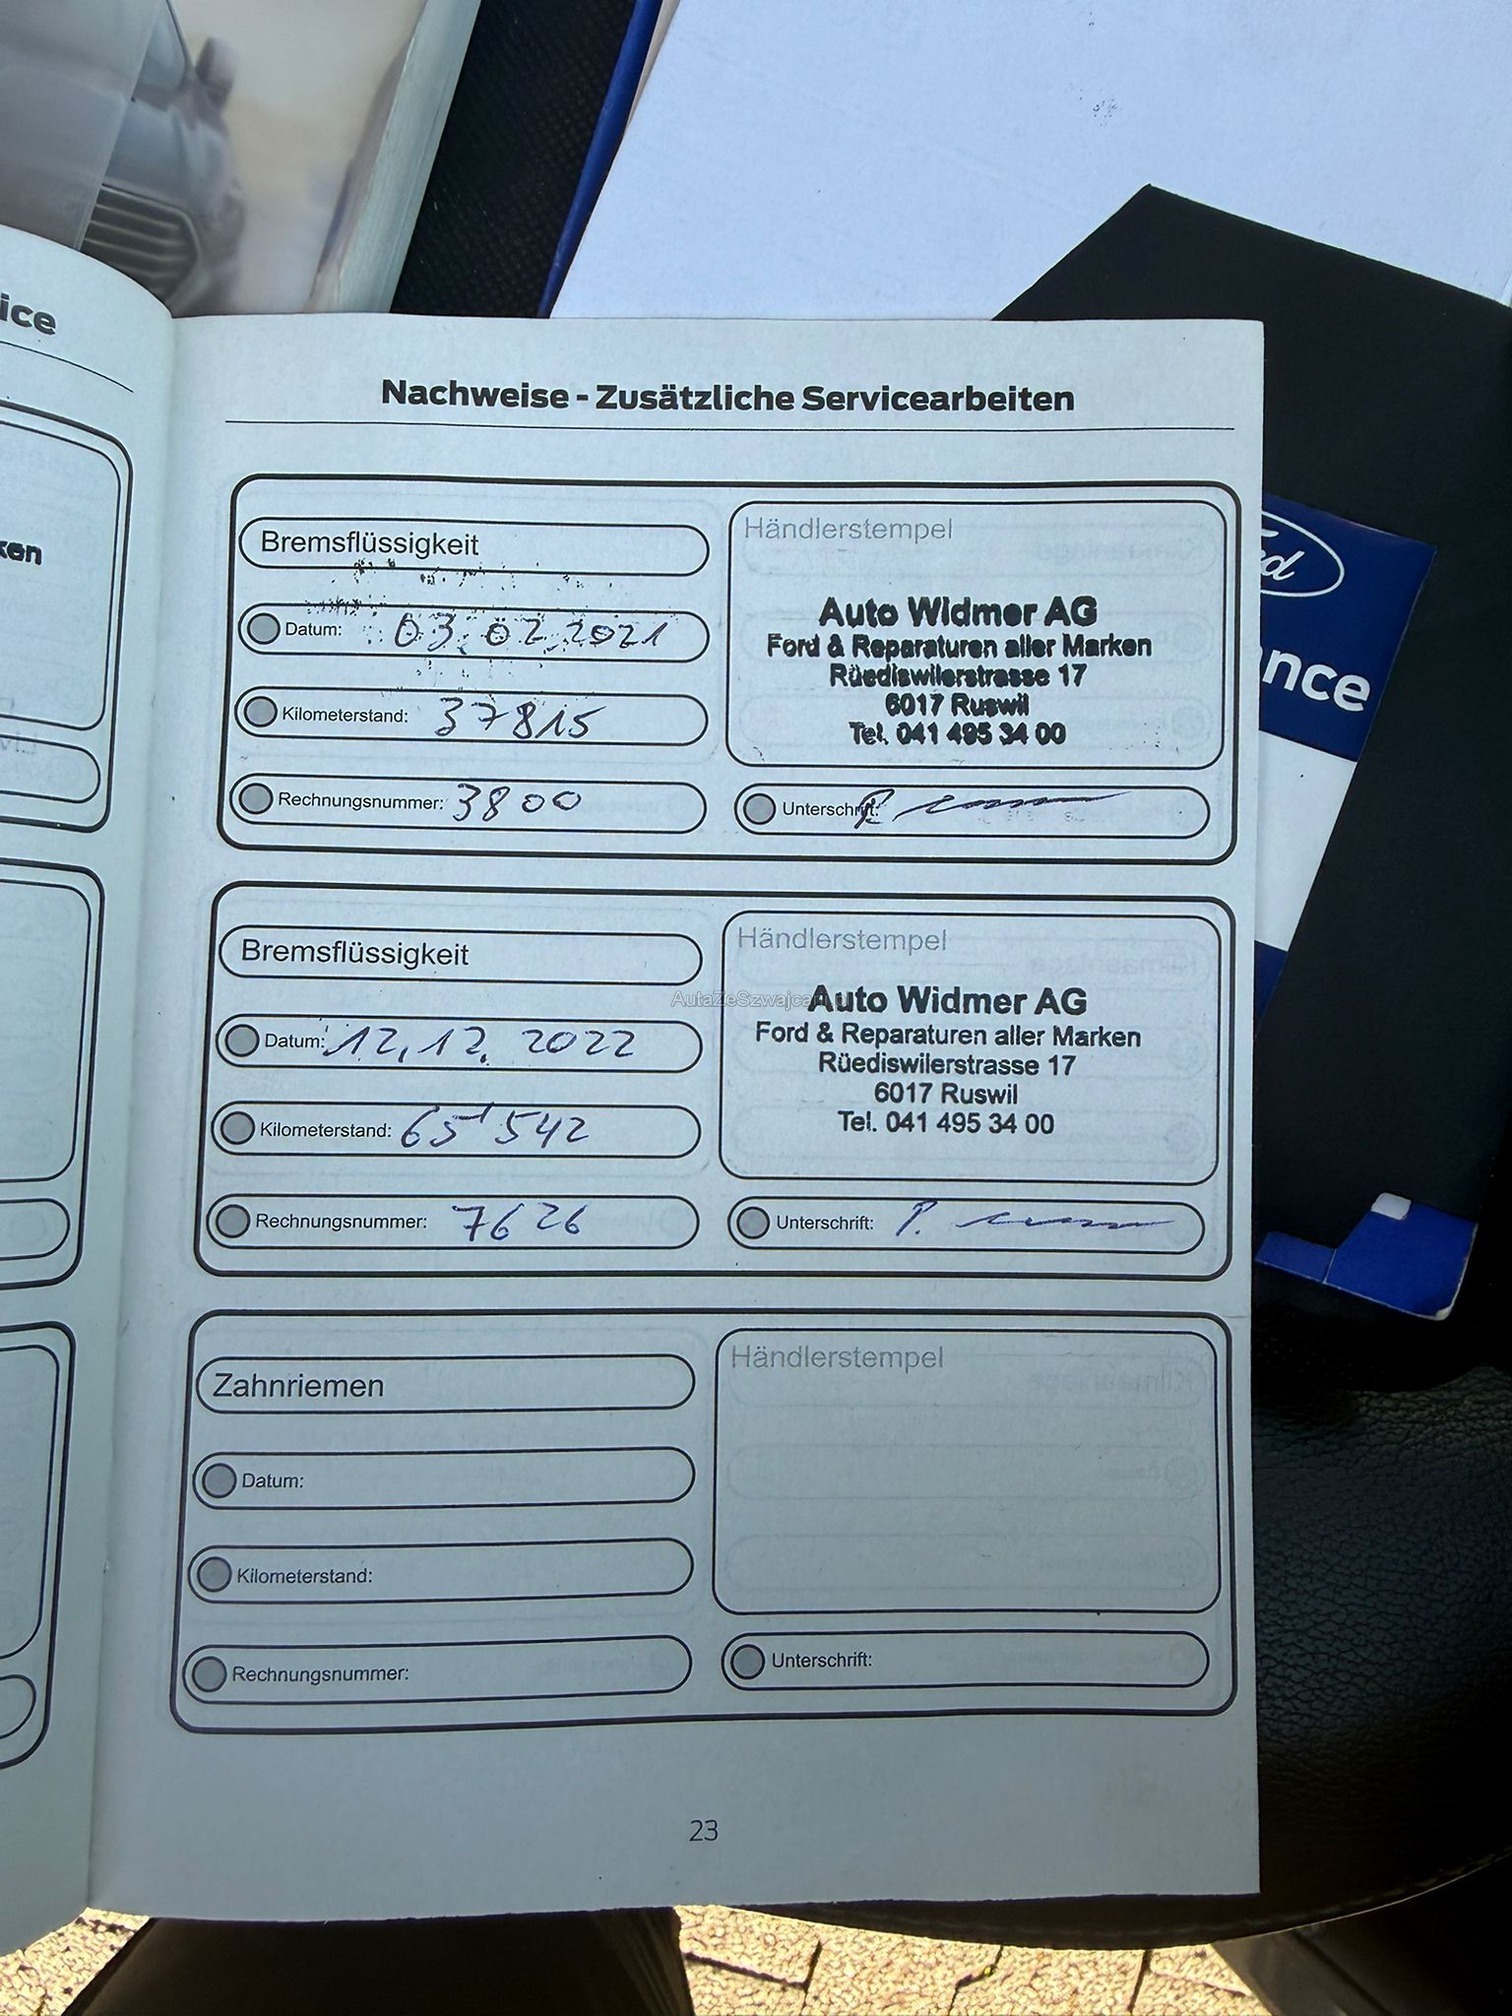 ice
ken
Nachweise - Zusätzliche Servicearbeiten
Bremsflüssigkeit
Datum: 03.02.2021
Kilometerstand: 37815
Rechnungsnummer: 3800
Händlerstempel
Auto Widmer AG
Ford & Reparaturen aller Marken
Rüediswilerstrasse 17
6017 Ruswil
Tel. 041 495 34 00
Unterschrift:
Bremsflüssigkeit
Datum: 12.12.2022
Kilometerstand: 65'542
Rechnungsnummer: 7626
Händlerstempel
Auto Widmer AG
Ford & Reparaturen aller Marken
Rüediswilerstrasse 17
6017 Ruswil
Tel. 041 495 34 00
Unterschrift:
Zahnriemen
Datum:
Kilometerstand:
Rechnungsnummer:
Händlerstempel
Unterschrift:
23
nce